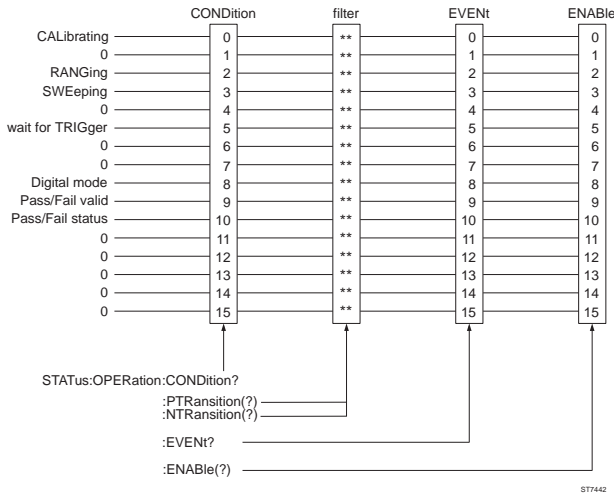 CONDition filter EVENt ENABle
CALibrating 0 ** 0 0
0 1 ** 1 1
RANGing 2 ** 2 2
SWEeping 3 ** 3 3
0 4 ** 4 4
wait for TRIGger 5 ** 5 5
0 6 ** 6 6
0 7 ** 7 7
Digital mode 8 ** 8 8
Pass/Fail valid 9 ** 9 9
Pass/Fail status 10 ** 10 10
0 11 ** 11 11
0 12 ** 12 12
0 13 ** 13 13
0 14 ** 14 14
0 15 ** 15 15
STATus:OPERation:CONDition?
:PTRansition(?)
:NTRansition(?)
:EVENt?
:ENABle(?)
ST7442